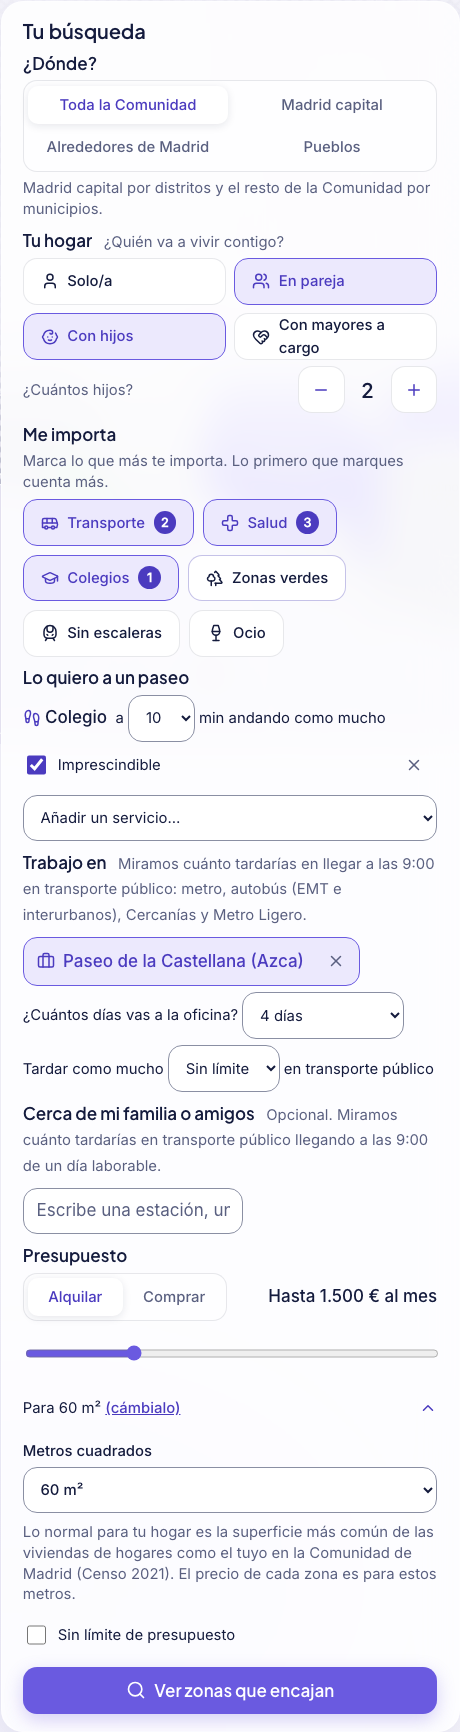 Tu búsqueda
¿Dónde?
Toda la Comunidad
Madrid capital
Alrededores de Madrid
Pueblos
Madrid capital por distritos y el resto de la Comunidad por
municipios.
Tu hogar ¿Quién va a vivir contigo?
Solo/a
En pareja
Con hijos
Con mayores a
cargo
¿Cuántos hijos?
− 2 +
Me importa
Marca lo que más te importa. Lo primero que marques
cuenta más.
Transporte 2
Salud 3
Colegios 1
Zonas verdes
Sin escaleras
Ocio
Lo quiero a un paseo
Colegio a 10 min andando como mucho
Imprescindible
Añadir un servicio...
Trabajo en Miramos cuánto tardarías en llegar a las 9:00
en transporte público: metro, autobús (EMT e
interurbanos), Cercanías y Metro Ligero.
Paseo de la Castellana (Azca)
¿Cuántos días vas a la oficina? 4 días
Tardar como mucho Sin límite en transporte público
Cerca de mi familia o amigos Opcional. Miramos
cuánto tardarías en transporte público llegando a las 9:00
de un día laborable.
Escribe una estación, ur
Presupuesto
Alquilar
Comprar
Hasta 1.500 € al mes
Para 60 m² (cámbialo)
Metros cuadrados
60 m²
Lo normal para tu hogar es la superficie más común de las
viviendas de hogares como el tuyo en la Comunidad de
Madrid (Censo 2021). El precio de cada zona es para estos
metros.
Sin límite de presupuesto
Ver zonas que encajan